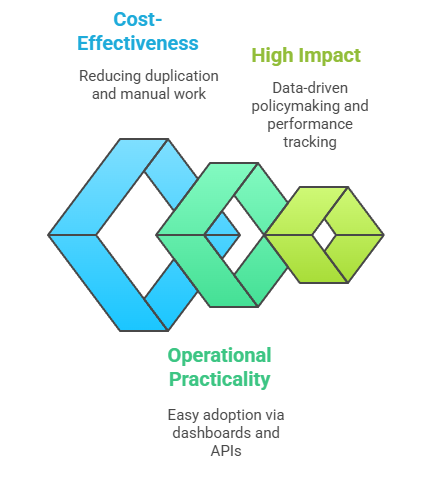 Cost-
Effectiveness
Reducing duplication
and manual work
High Impact
Data-driven
policymaking and
performance
tracking
Operational
Practicality
Easy adoption via
dashboards and
APIs